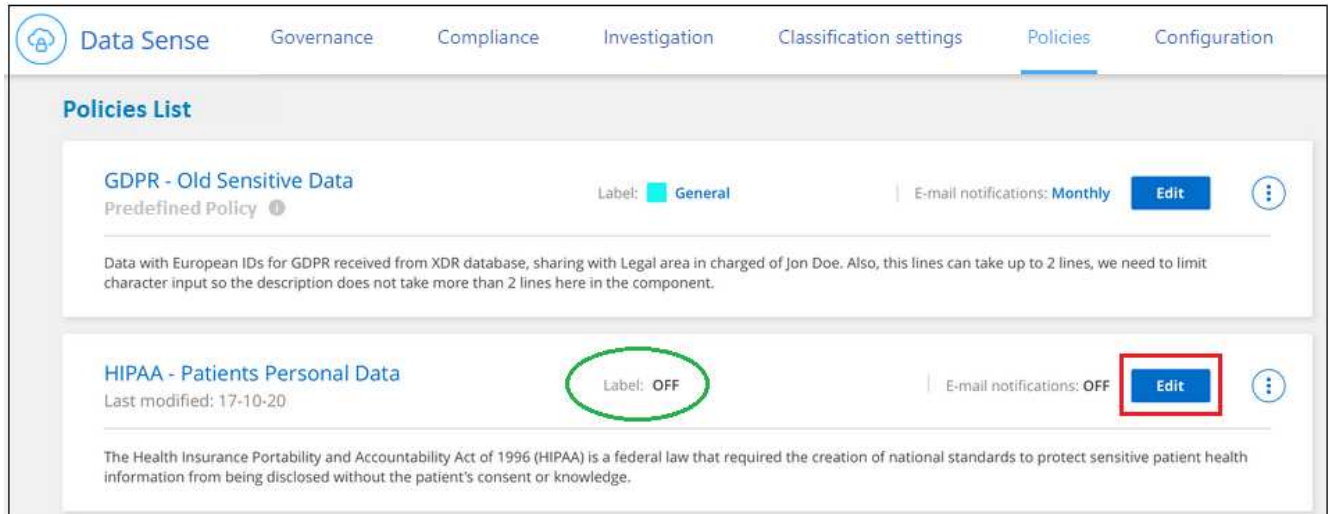 Data Sense Governance Compliance Investigation Classification settings Policies Configuration
Policies List
GDPR - Old Sensitive Data
Predefined Policy
Label: General
E-mail notifications: Monthly
Edit
Data with European IDs for GDPR received from XDR database, sharing with Legal area in charged of Jon Doe. Also, this lines can take up to 2 lines, we need to limit
character input so the description does not take more than 2 lines here in the component.
HIPAA - Patients Personal Data
Last modified: 17-10-20
Label: OFF
E-mail notifications: OFF
Edit
The Health Insurance Portability and Accountability Act of 1996 (HIPAA) is a federal law that required the creation of national standards to protect sensitive patient health
information from being disclosed without the patient's consent or knowledge.